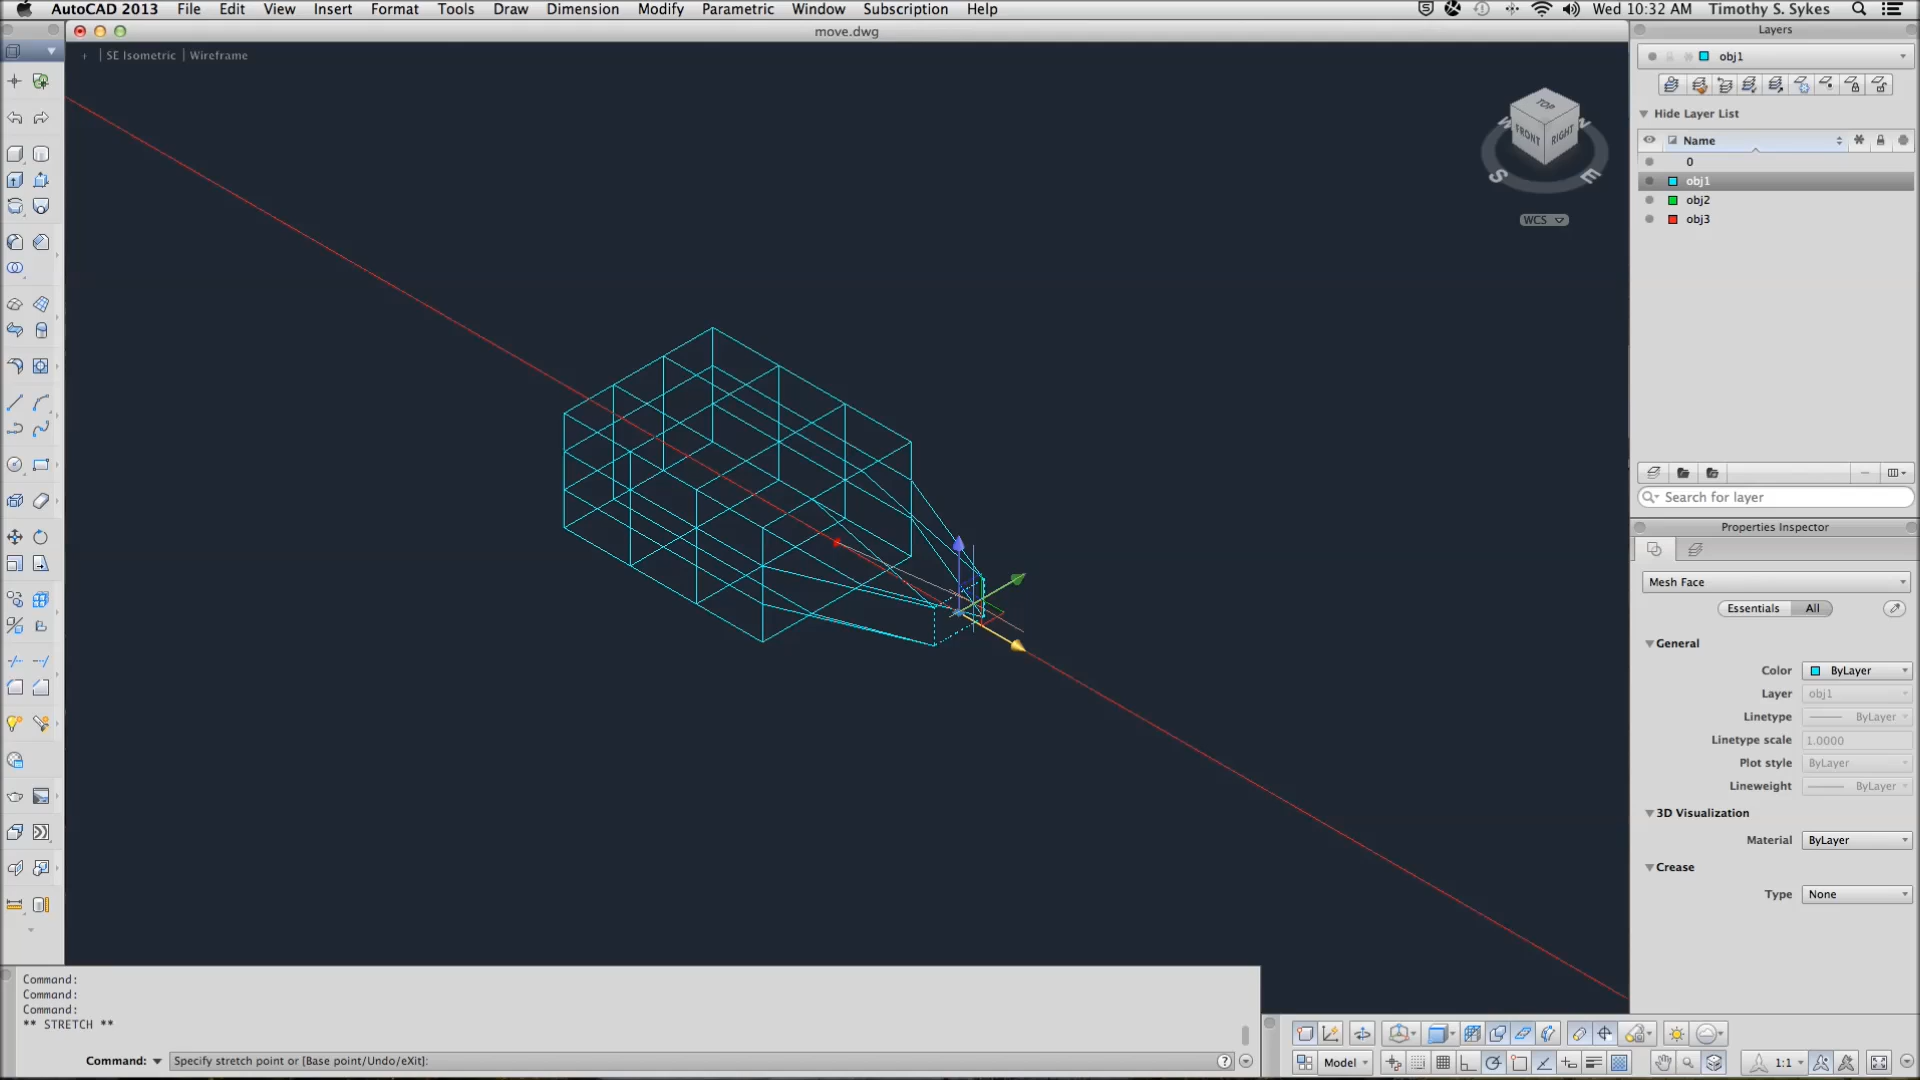 AutoCAD 2013 File Edit View Insert Format Tools Draw Dimension Modify Parametric Window Subscription Help Wed 10:32 AM Timothy S. Sykes
move.dwg
SE Isometric Wireframe
TOP
FRONT RIGHT
W N
S E
WCS
Layers
obj1
Hide Layer List
Name
0
obj1
obj2
obj3
Search for layer
Properties Inspector
Mesh Face
Essentials All
General
Color ByLayer
Layer obj1
Linetype ByLayer
Linetype scale 1.0000
Plot style ByLayer
Lineweight ByLayer
3D Visualization
Material ByLayer
Crease
Type None
Command:
Command:
Command:
** STRETCH **
Command: Specify stretch point or [Base point/Undo/eXit]:
Model 1:1